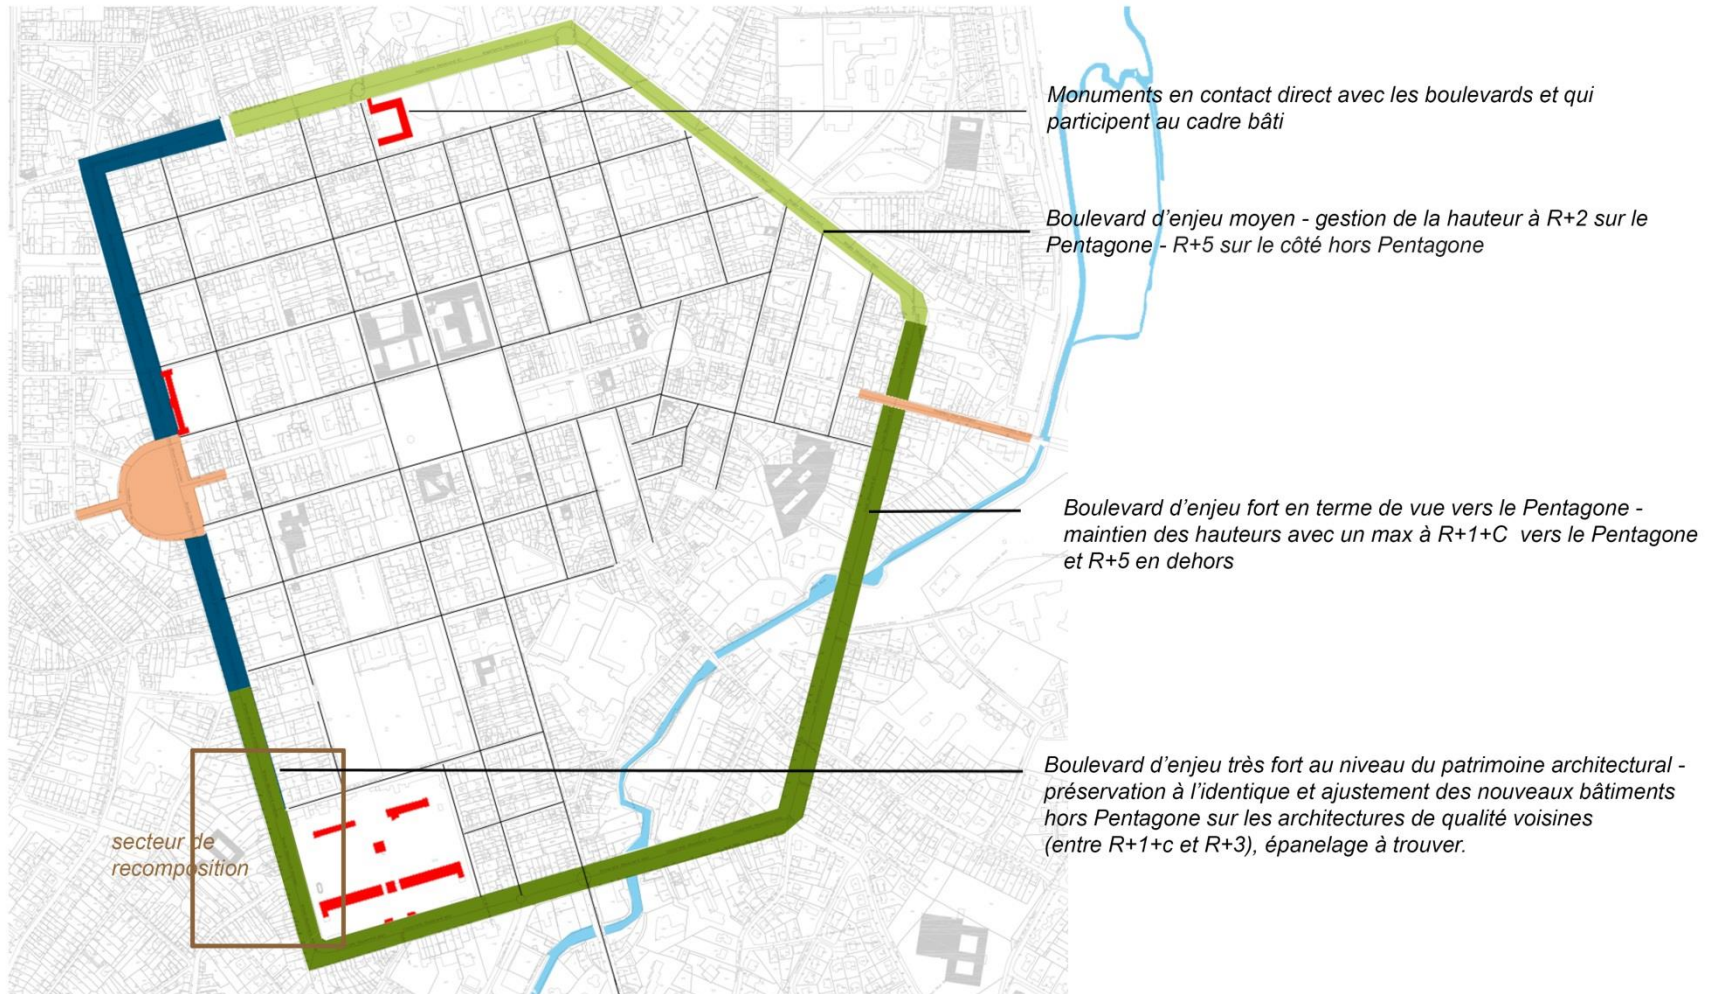 Monuments en contact direct avec les boulevards et qui
participent au cadre bâti
Boulevard d'enjeu moyen - gestion de la hauteur à R+2 sur le
Pentagone - R+5 sur le côté hors Pentagone
Boulevard d'enjeu fort en terme de vue vers le Pentagone -
maintien des hauteurs avec un max à R+1+C vers le Pentagone
et R+5 en dehors
Boulevard d'enjeu très fort au niveau du patrimoine architectural -
préservation à l'identique et ajustement des nouveaux bâtiments
hors Pentagone sur les architectures de qualité voisines
(entre R+1+c et R+3), épanelage à trouver.
secteur de
recomposition